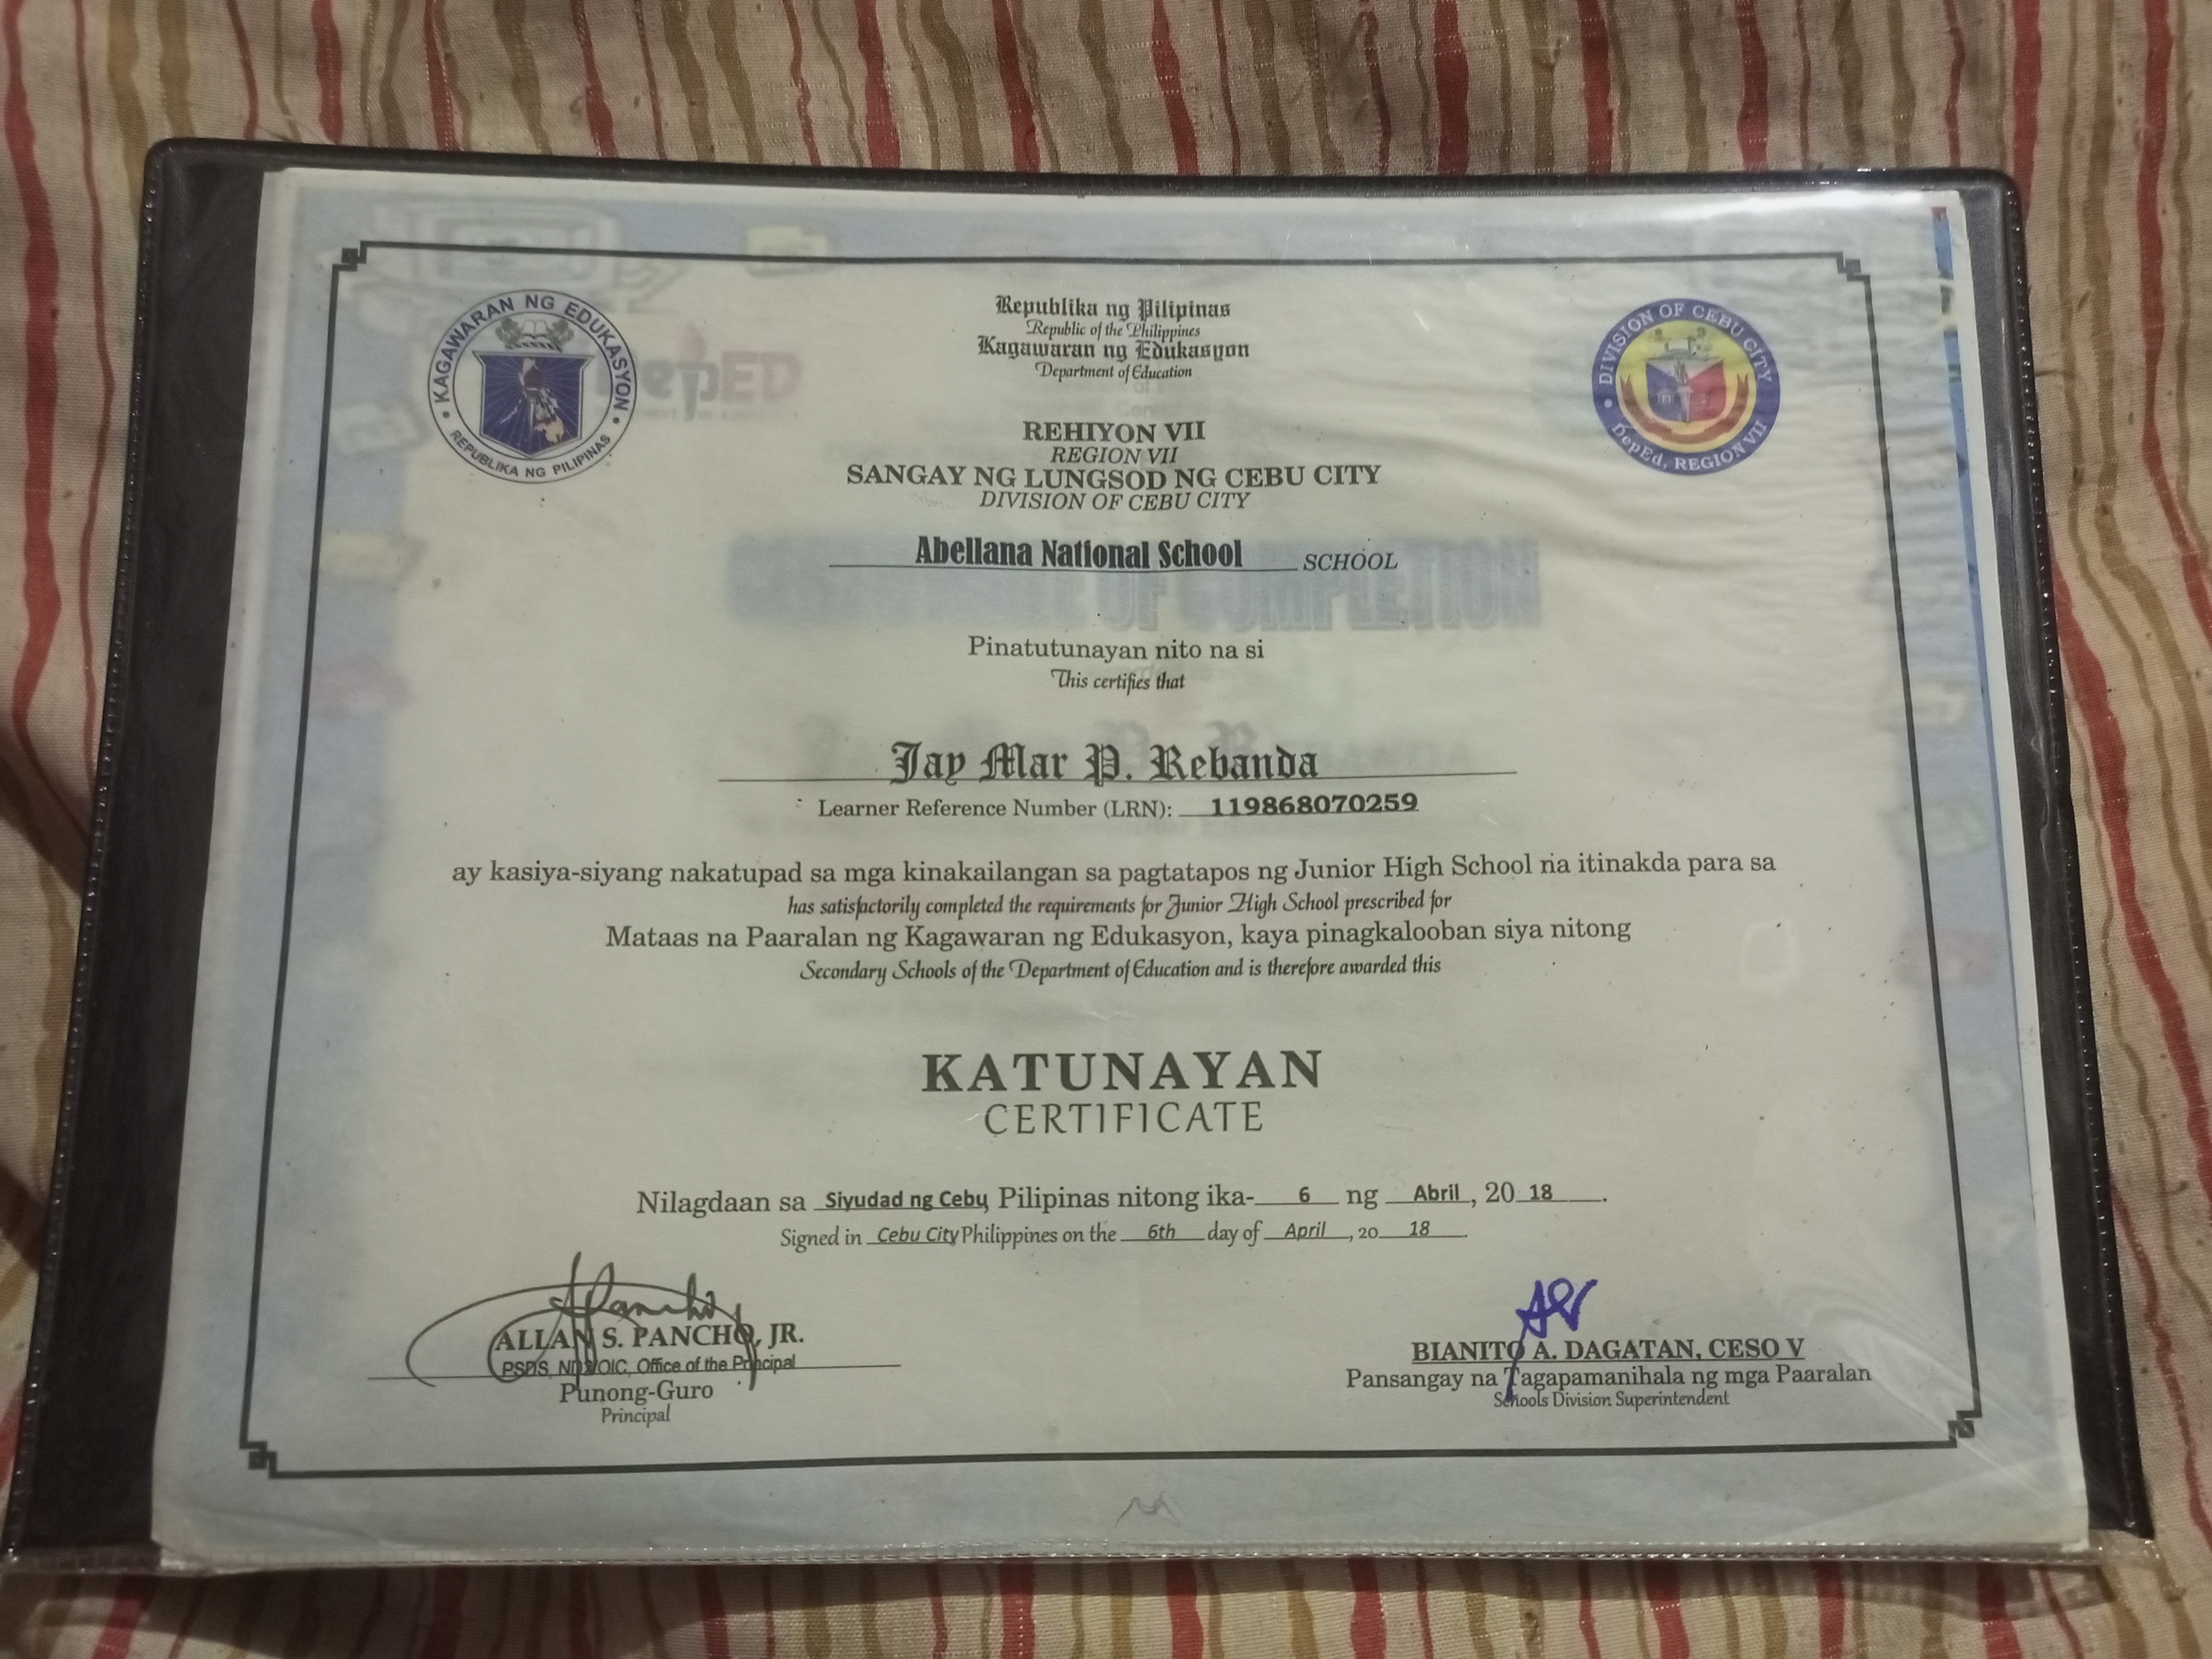 KAGAWARAN NG EDUKASYON
REPUBLIKA NG PILIPINAS
DIVISION OF CEBU CITY
DepEd, REGION VII
Republika ng Pilipinas
Republic of the Philippines
Kagawaran ng Edukasyon
Department of Education
DepED
REHIYON VII
REGION VII
SANGAY NG LUNGSOD NG CEBU CITY
DIVISION OF CEBU CITY
Abellana National School SCHOOL
OF COMPLETION
Pinatutunayan nito na si
This certifies that
Jay Mar P. Rebanda
Learner Reference Number (LRN): 119868070259
ay kasiya-siyang nakatupad sa mga kinakailangan sa pagtatapos ng Junior High School na itinakda para sa
has satisfactorily completed the requirements for Junior High School prescribed for
Mataas na Paaralan ng Kagawaran ng Edukasyon, kaya pinagkalooban siya nitong
Secondary Schools of the Department of Education and is therefore awarded this
KATUNAYAN
CERTIFICATE
Nilagdaan sa Siyudad ng Cebu, Pilipinas nitong ika- 6 ng Abril, 20 18.
Signed in Cebu City Philippines on the 6th day of April, 20 18.
ALLAN S. PANCHO, JR.
PSDS, ND OIC, Office of the Principal
Punong-Guro
Principal
BIANITO A. DAGATAN, CESO V
Pansangay na Tagapamanihala ng mga Paaralan
Schools Division Superintendent